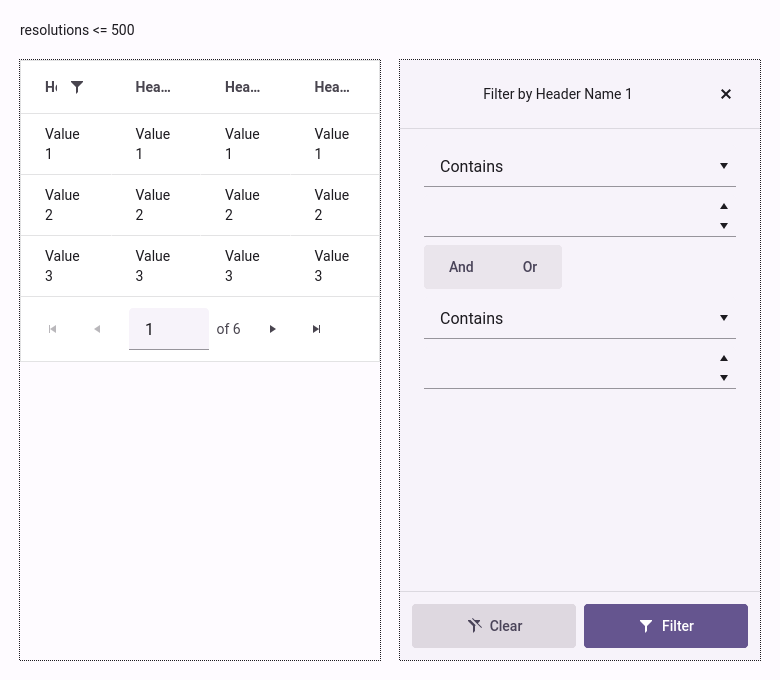 resolutions <= 500
Hea… Hea… Hea…
Value 1 Value 1 Value 1 Value 1
Value 2 Value 2 Value 2 Value 2
Value 3 Value 3 Value 3 Value 3
1 of 6
Filter by Header Name 1
Contains
And Or
Contains
Clear Filter